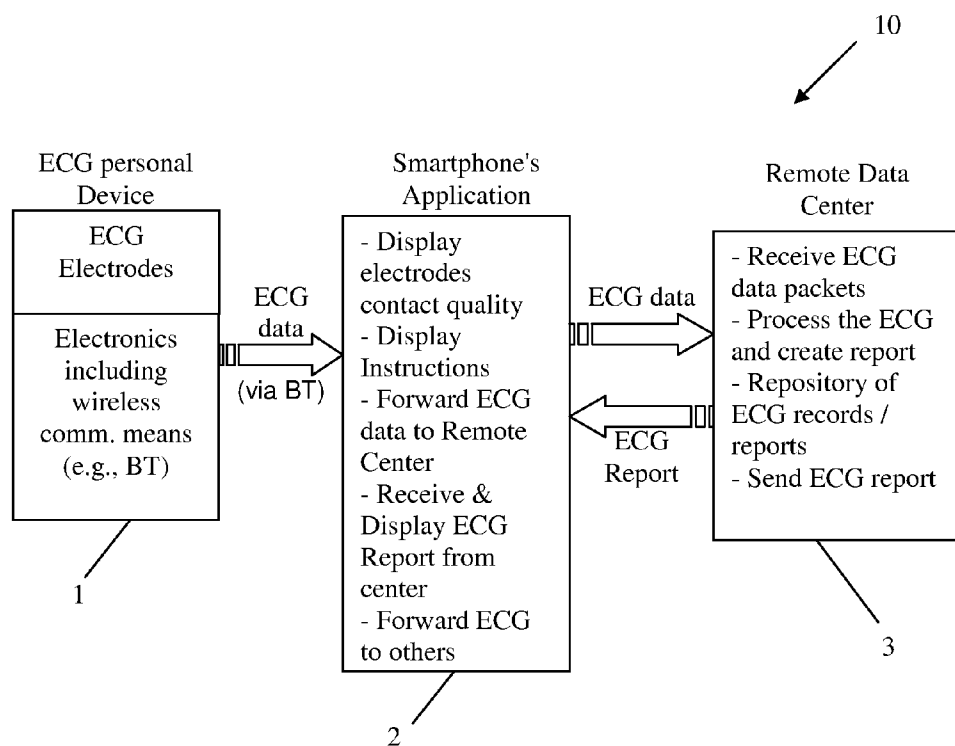 10
ECG personal
Device
ECG
Electrodes
Electronics
including
wireless
comm. means
(e.g., BT)
1
ECG
data
(via BT)
Smartphone's
Application
- Display
electrodes
contact quality
- Display
Instructions
- Forward ECG
data to Remote
Center
- Receive &
Display ECG
Report from
center
- Forward ECG
to others
2
ECG data
ECG
Report
Remote Data
Center
- Receive ECG
data packets
- Process the ECG
and create report
- Repository of
ECG records /
reports
- Send ECG report
3